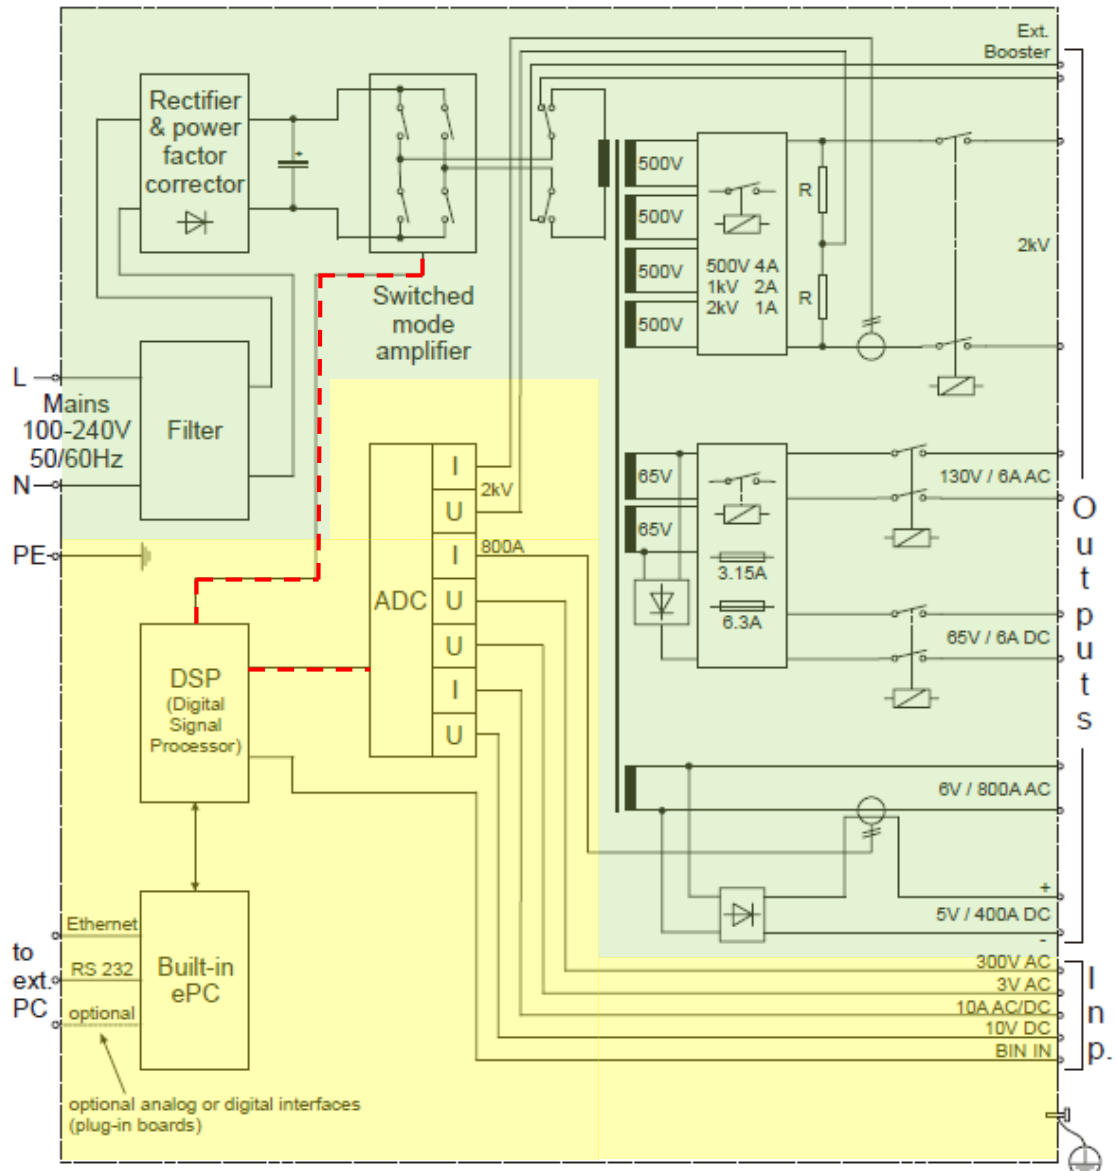 Ext.
Booster
Rectifier
& power
factor
corrector
+
Switched
mode
amplifier
500V
500V
500V
500V
500V 4A
1kV 2A
2kV 1A
R
R
2kV
L
Mains
100-240V
50/60Hz
N
PE
Filter
ADC
I
U
I
U
U
I
U
2kV
800A
65V
65V
3.15A
6.3A
130V / 6A AC
65V / 6A DC
Outputs
DSP
(Digital
Signal
Processor)
6V / 800A AC
+
5V / 400A DC
-
to
ext.
PC
Ethernet
RS 232
optional
Built-in
ePC
300V AC
3V AC
10A AC/DC
10V DC
BIN IN
Inp.
optional analog or digital interfaces
(plug-in boards)